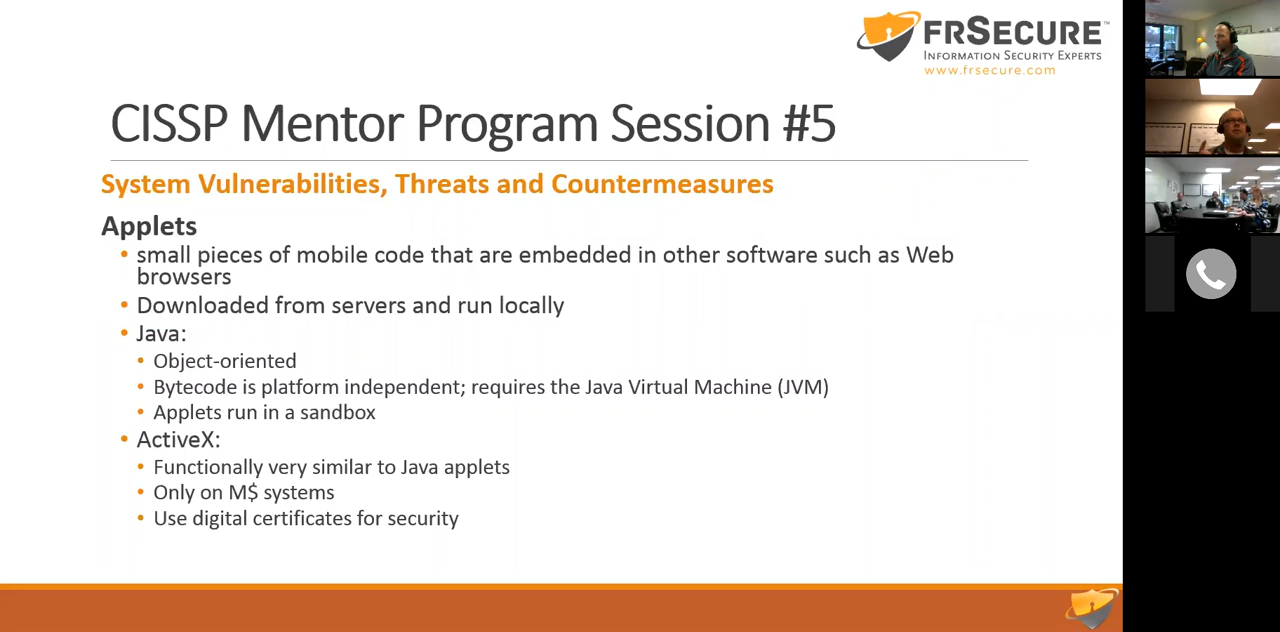 FRSECURE™
INFORMATION SECURITY EXPERTS
www.frsecure.com
CISSP Mentor Program Session #5
System Vulnerabilities, Threats and Countermeasures
Applets
• small pieces of mobile code that are embedded in other software such as Web
browsers
• Downloaded from servers and run locally
• Java:
• Object-oriented
• Bytecode is platform independent; requires the Java Virtual Machine (JVM)
• Applets run in a sandbox
• ActiveX:
• Functionally very similar to Java applets
• Only on M$ systems
• Use digital certificates for security